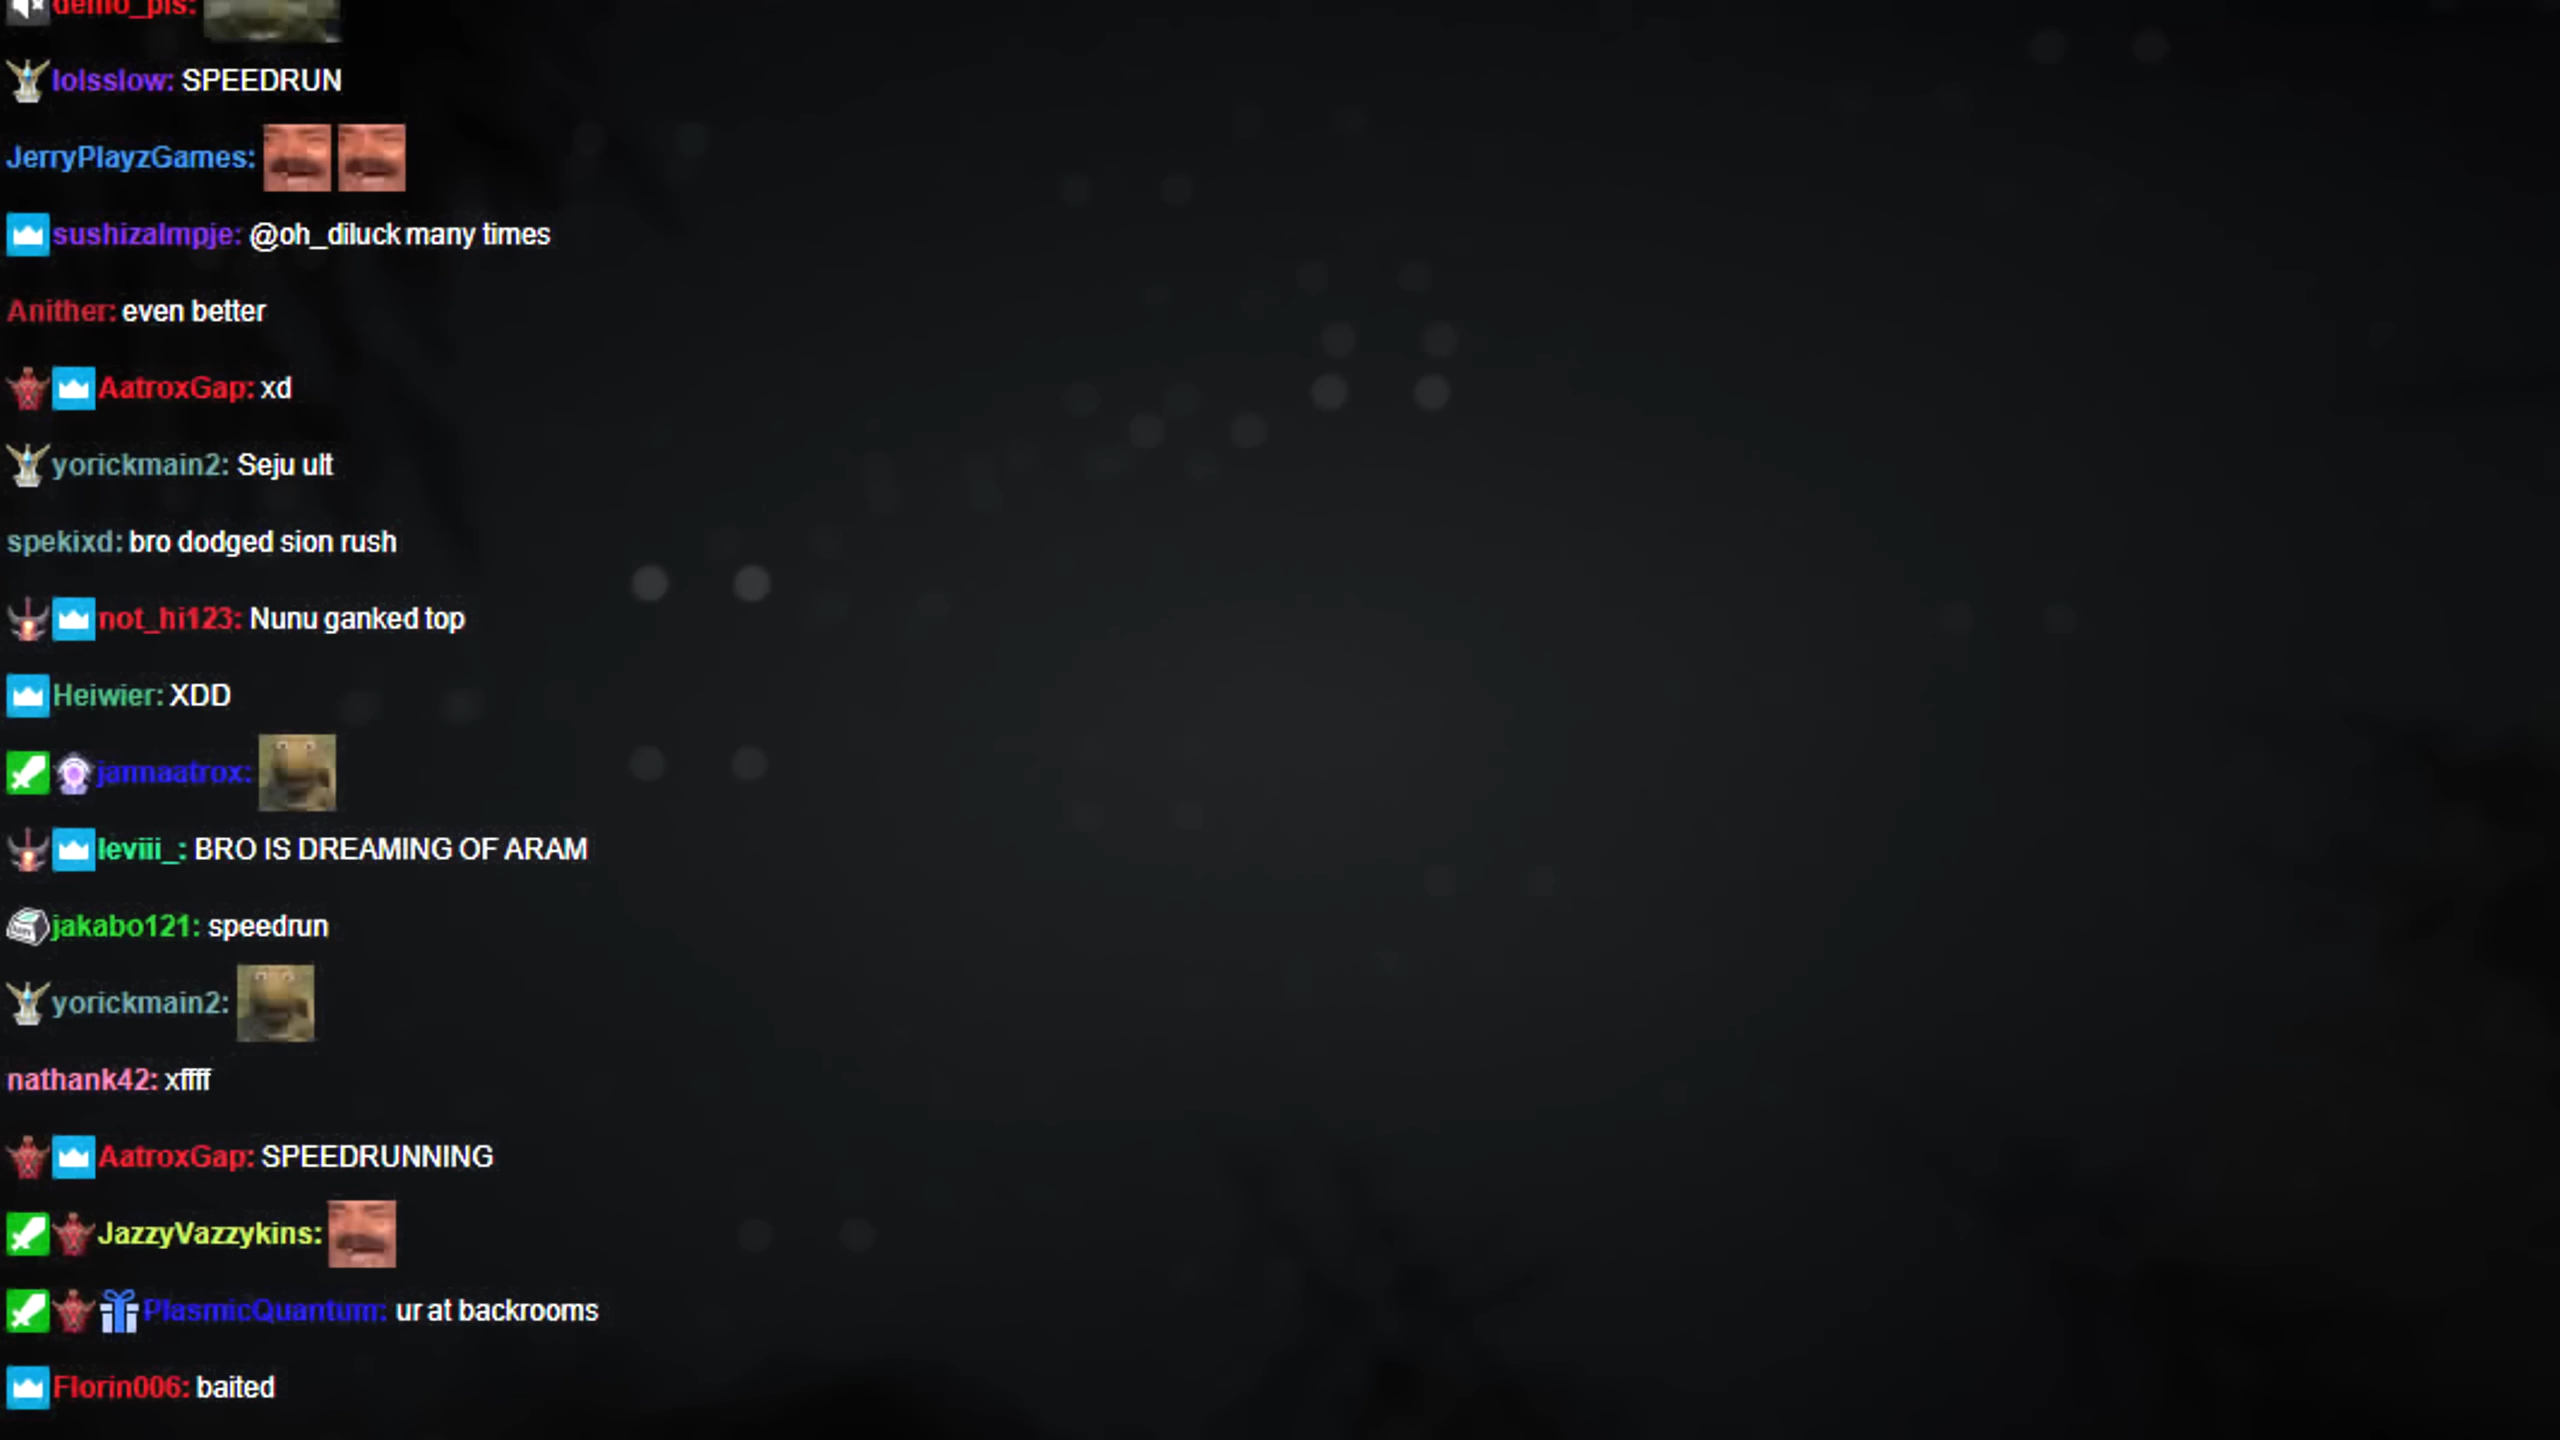 demo_pls:
lolsslow: SPEEDRUN
JerryPlayzGames:
sushizalmpje: @oh_diluck many times
Anither: even better
AatroxGap: xd
yorickmain2: Seju ult
spekixd: bro dodged sion rush
not_hi123: Nunu ganked top
Heiwier: XDD
jannaatrox:
leviii_: BRO IS DREAMING OF ARAM
jakabo121: speedrun
yorickmain2:
nathank42: xffff
AatroxGap: SPEEDRUNNING
JazzyVazzykins:
PlasmicQuantum: ur at backrooms
Florin006: baited